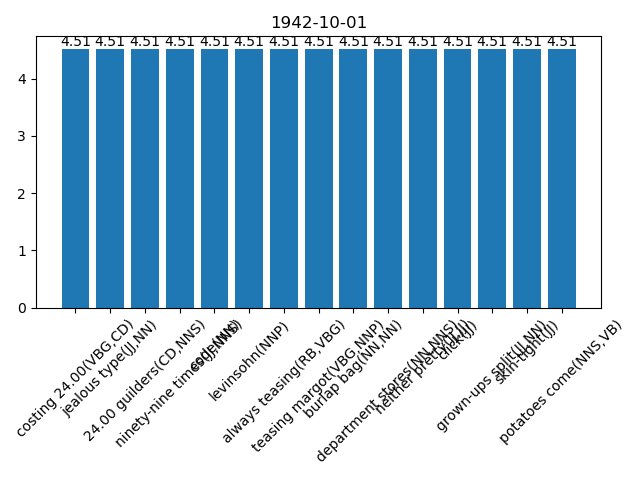 1942-10-01
4.51 4.51 4.51 4.51 4.51 4.51 4.51 4.51 4.51 4.51 4.51 4.51 4.51 4.51 4.51
4
3
2
1
0
costing 24.00(VBG,CD)
jealous type(JJ,NN)
24.00 guilders(CD,NNS)
ninety-nine times(JJ,NNS)
levinsohn(NNP)
always teasing(RB,VBG)
teasing margot(VBG,NNP)
burlap bag(NN,NN)
department stores(NN,NNS)
neither
grown-ups split(JJ,NN)
skin-tight(JJ)
potatoes come(NNS,VB)